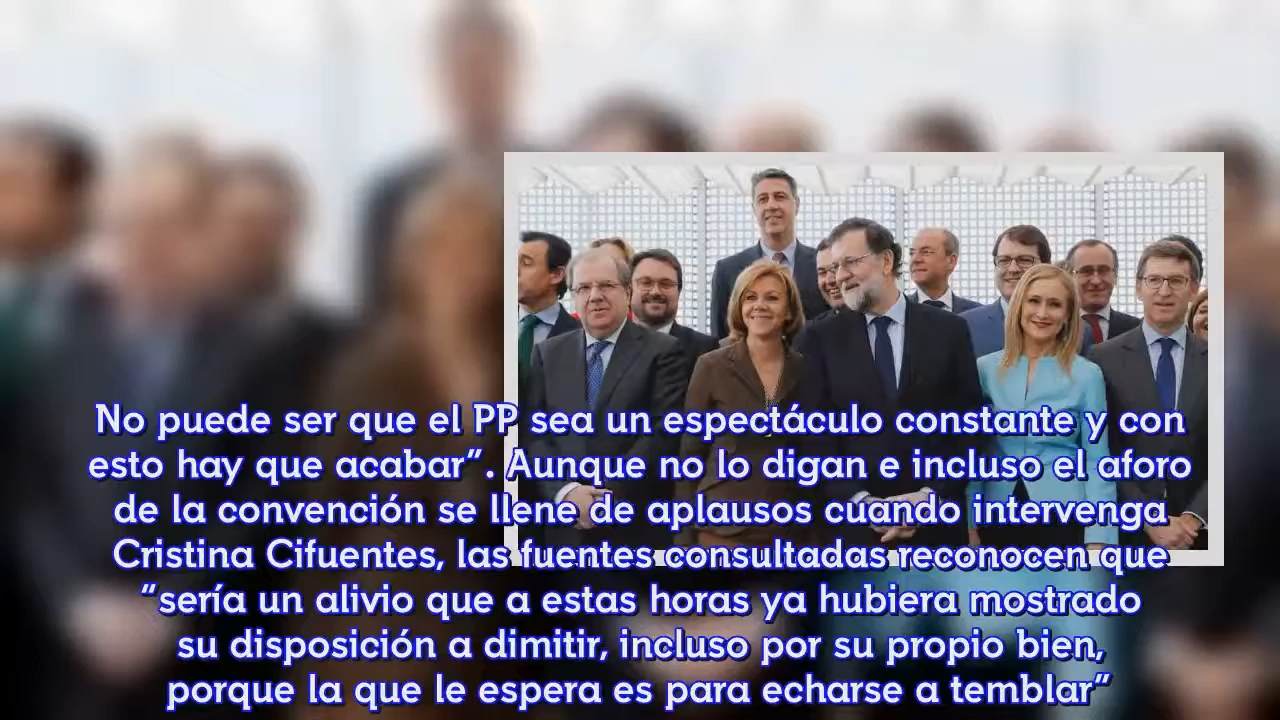 No puede ser que el PP sea un espectáculo constante y con
esto hay que acabar”. Aunque no lo digan e incluso el aforo
de la convención se llene de aplausos cuando intervenga
Cristina Cifuentes, las fuentes consultadas reconocen que
“sería un alivio que a estas horas ya hubiera mostrado
su disposición a dimitir, incluso por su propio bien,
porque la que le espera es para echarse a temblar”